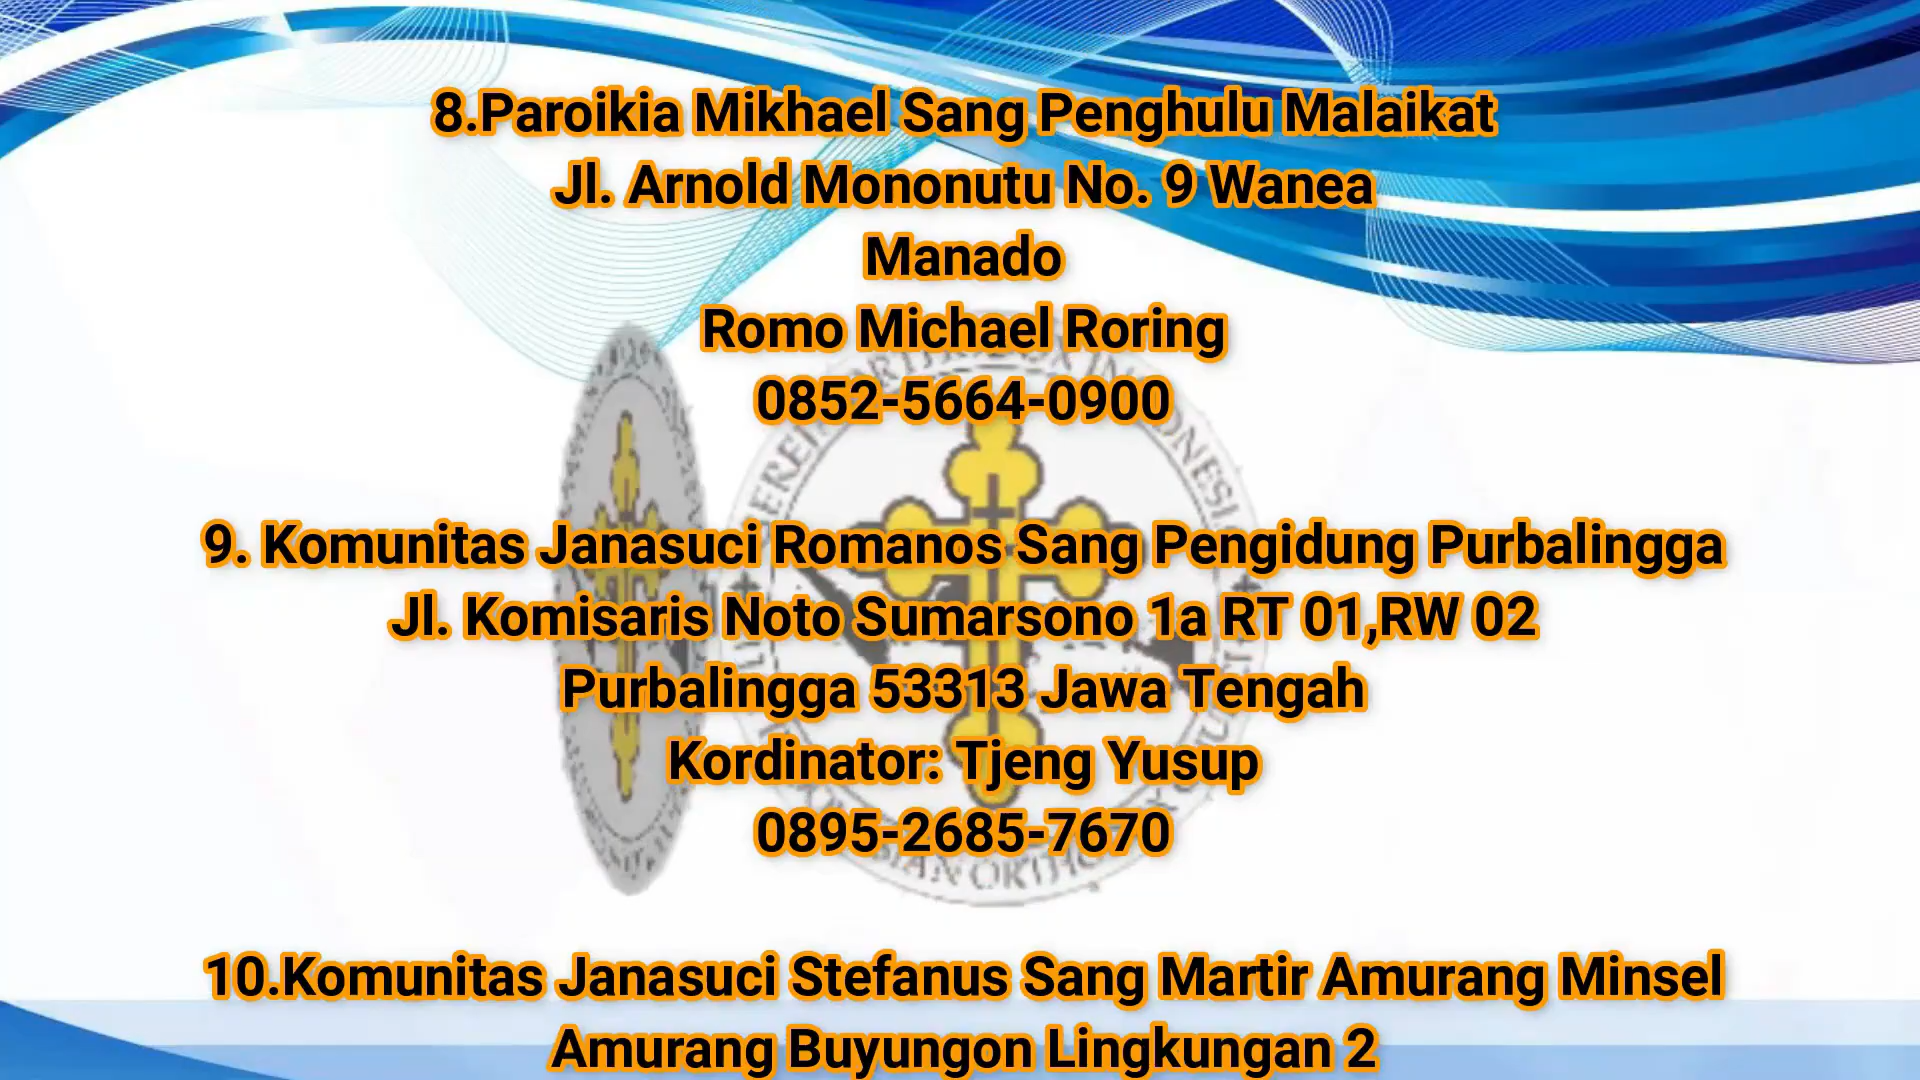 8.Paroikia Mikhael Sang Penghulu Malaikat
Jl. Arnold Mononutu No. 9 Wanea
Manado
Romo Michael Roring
0852-5664-0900
9. Komunitas Janasuci Romanos Sang Pengidung Purbalingga
Jl. Komisaris Noto Sumarsono 1a RT 01,RW 02
Purbalingga 53313 Jawa Tengah
Kordinator: Tjeng Yusup
0895-2685-7670
10.Komunitas Janasuci Stefanus Sang Martir Amurang Minsel
Amurang Buyungon Lingkungan 2